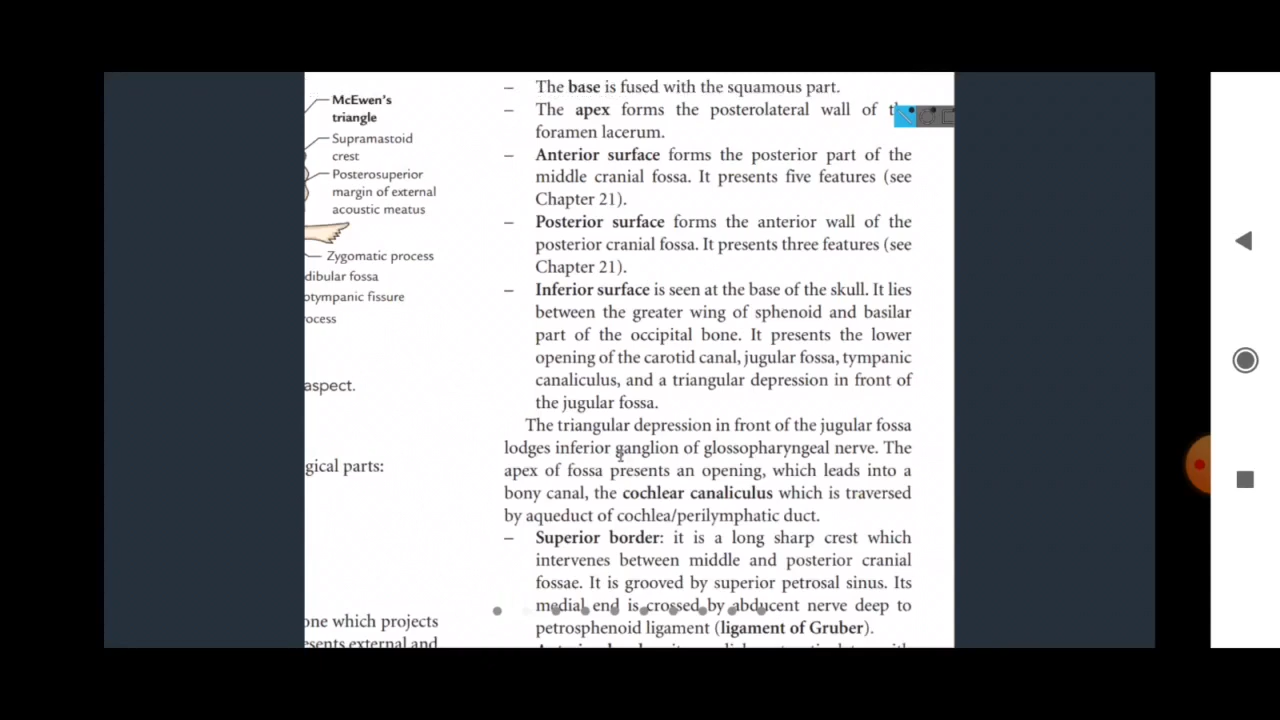 McEwen's
triangle
Supramastoid
crest
Posterosuperior
margin of external
acoustic meatus
Zygomatic process
dibular fossa
otympanic fissure
rocess
aspect.
gical parts:
one which projects
esents external and
– The base is fused with the squamous part.
– The apex forms the posterolateral wall of
foramen lacerum.
– Anterior surface forms the posterior part of the
middle cranial fossa. It presents five features (see
Chapter 21).
– Posterior surface forms the anterior wall of the
posterior cranial fossa. It presents three features (see
Chapter 21).
– Inferior surface is seen at the base of the skull. It lies
between the greater wing of sphenoid and basilar
part of the occipital bone. It presents the lower
opening of the carotid canal, jugular fossa, tympanic
canaliculus, and a triangular depression in front of
the jugular fossa.
The triangular depression in front of the jugular fossa
lodges inferior ganglion of glossopharyngeal nerve. The
apex of fossa presents an opening, which leads into a
bony canal, the cochlear canaliculus which is traversed
by aqueduct of cochlea/perilymphatic duct.
– Superior border: it is a long sharp crest which
intervenes between middle and posterior cranial
fossae. It is grooved by superior petrosal sinus. Its
medial end is crossed by abducent nerve deep to
petrosphenoid ligament (ligament of Gruber).